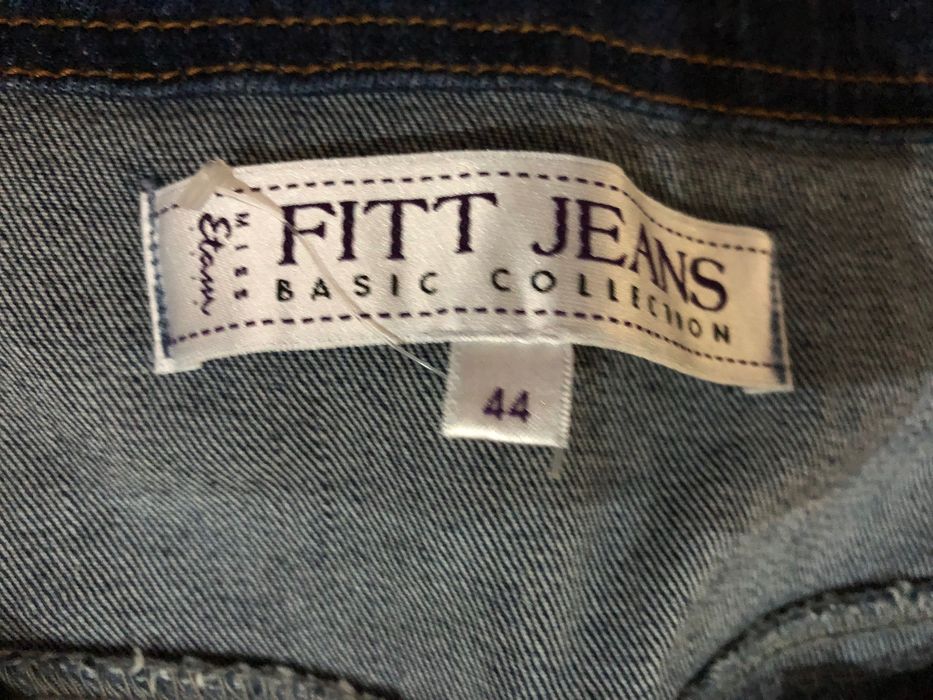 MISS
Etam
FITT JEANS
BASIC COLLECTION
44